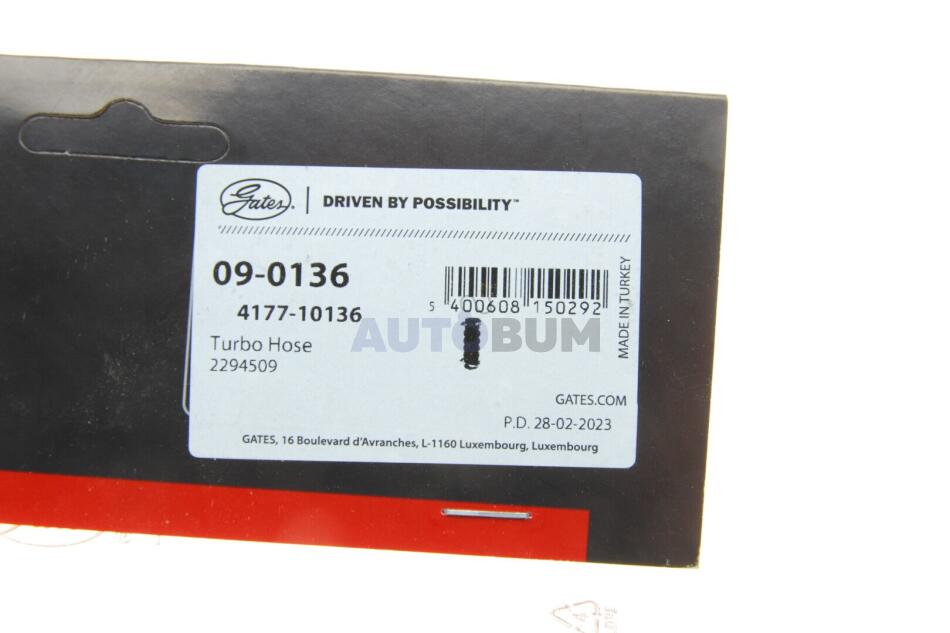 Gates | DRIVEN BY POSSIBILITY™
09-0136
4177-10136
Turbo Hose
2294509
5 400608 150292
MADE IN TURKEY
AUTOBUM
GATES.COM
P.D. 28-02-2023
GATES, 16 Boulevard d'Avranches, L-1160 Luxembourg, Luxembourg